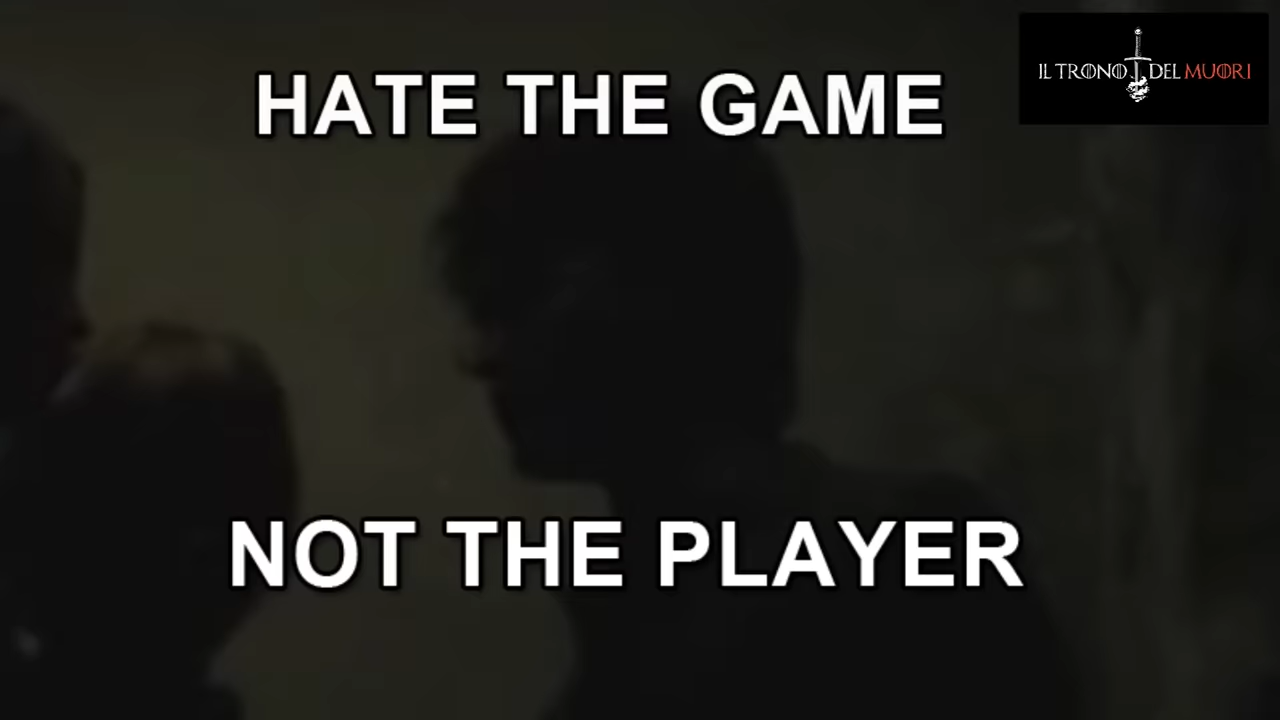 HATE THE GAME
IL TRONO DEL MUORI
NOT THE PLAYER